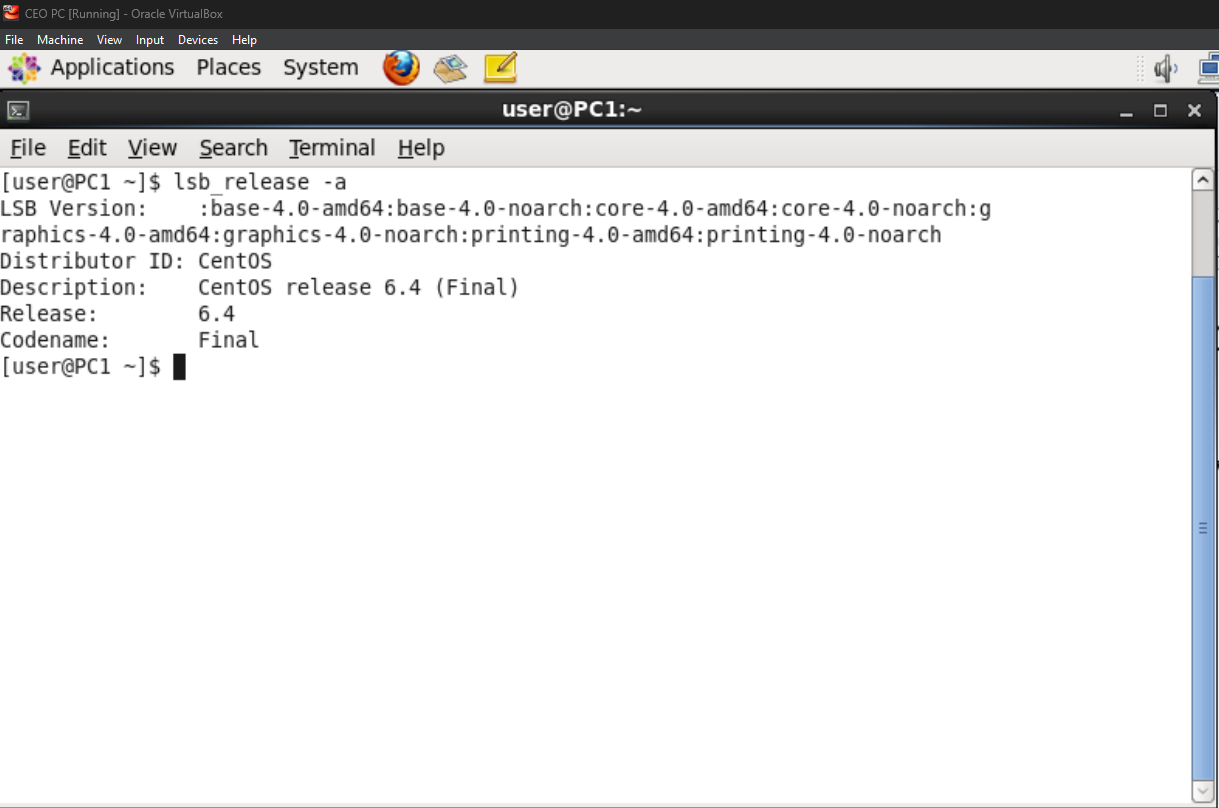 CEO PC [Running] - Oracle VirtualBox
File Machine View Input Devices Help
Applications Places System
user@PC1:~
File Edit View Search Terminal Help
[user@PC1 ~]$ lsb_release -a
LSB Version:    :base-4.0-amd64:base-4.0-noarch:core-4.0-amd64:core-4.0-noarch:g
raphics-4.0-amd64:graphics-4.0-noarch:printing-4.0-amd64:printing-4.0-noarch
Distributor ID: CentOS
Description:    CentOS release 6.4 (Final)
Release:        6.4
Codename:       Final
[user@PC1 ~]$